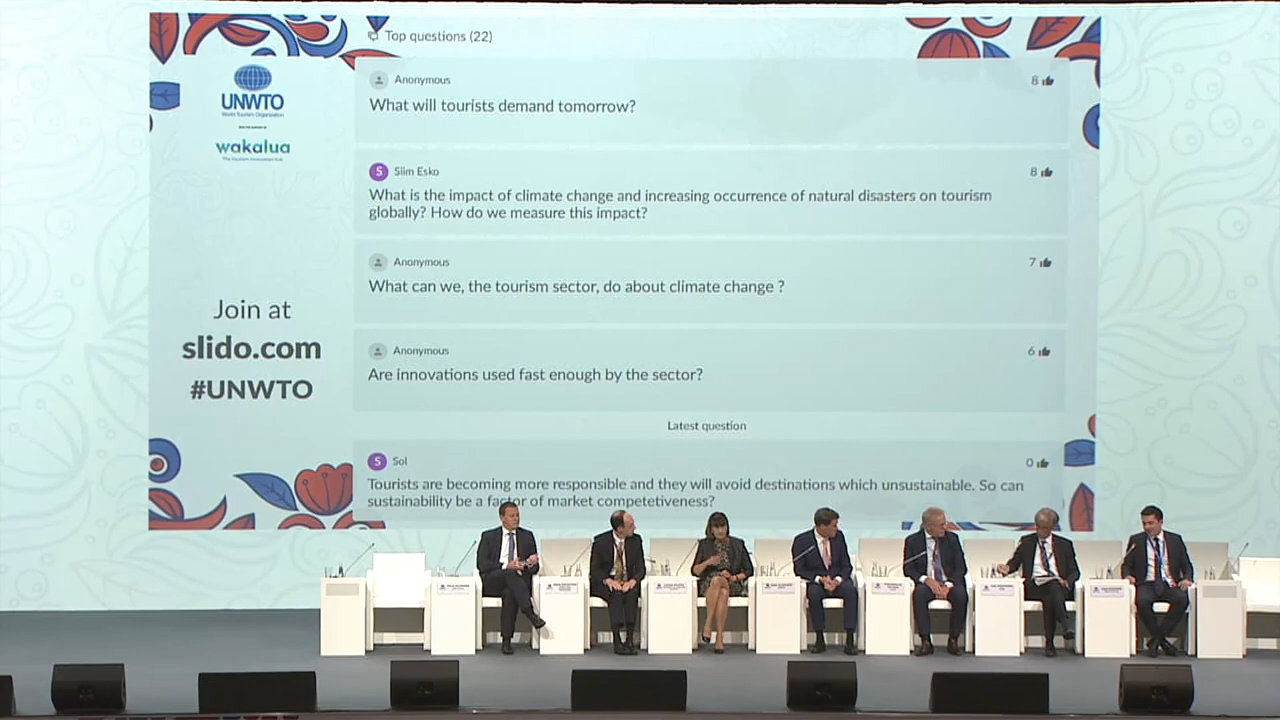 Top questions (22)
Anonymous
8
What will tourists demand tomorrow?
UNWTO
World Tourism Organization
wakalua
The tourism innovation hub
Siim Esko
8
S
What is the impact of climate change and increasing occurrence of natural disasters on tourism
globally? How do we measure this impact?
Anonymous
7
What can we, the tourism sector, do about climate change ?
Join at
slido.com
#UNWTO
Anonymous
6
Are innovations used fast enough by the sector?
Latest question
S
Sol
0
Tourists are becoming more responsible and they will avoid destinations which unsustainable. So can
sustainability be a factor of market competetiveness?